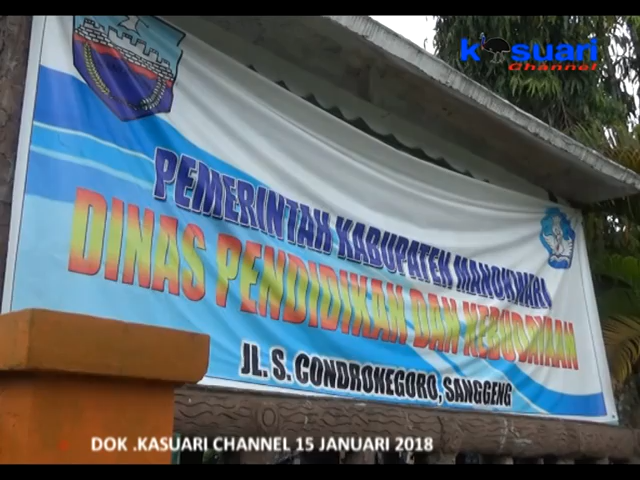 kasuari
Channel
PEMERINTAH KABUPATEN MANOKWARI
DINAS PENDIDIKAN DAN KEBUDAYAAN
JL. S. CONDRONEGORO, SANGGENG
DOK .KASUARI CHANNEL 15 JANUARI 2018